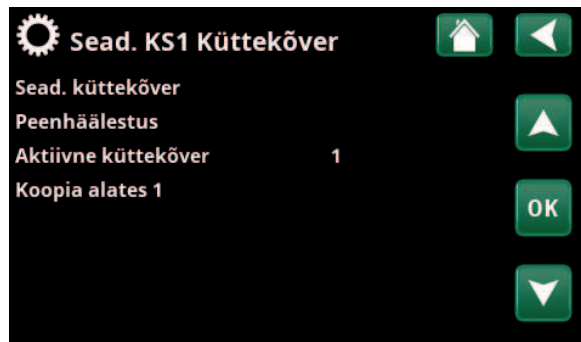 Sead. KS1 Küttekõver
Sead. küttekõver
Peenhäälestus
Aktiivne küttekõver 1
Koopia alates 1
OK